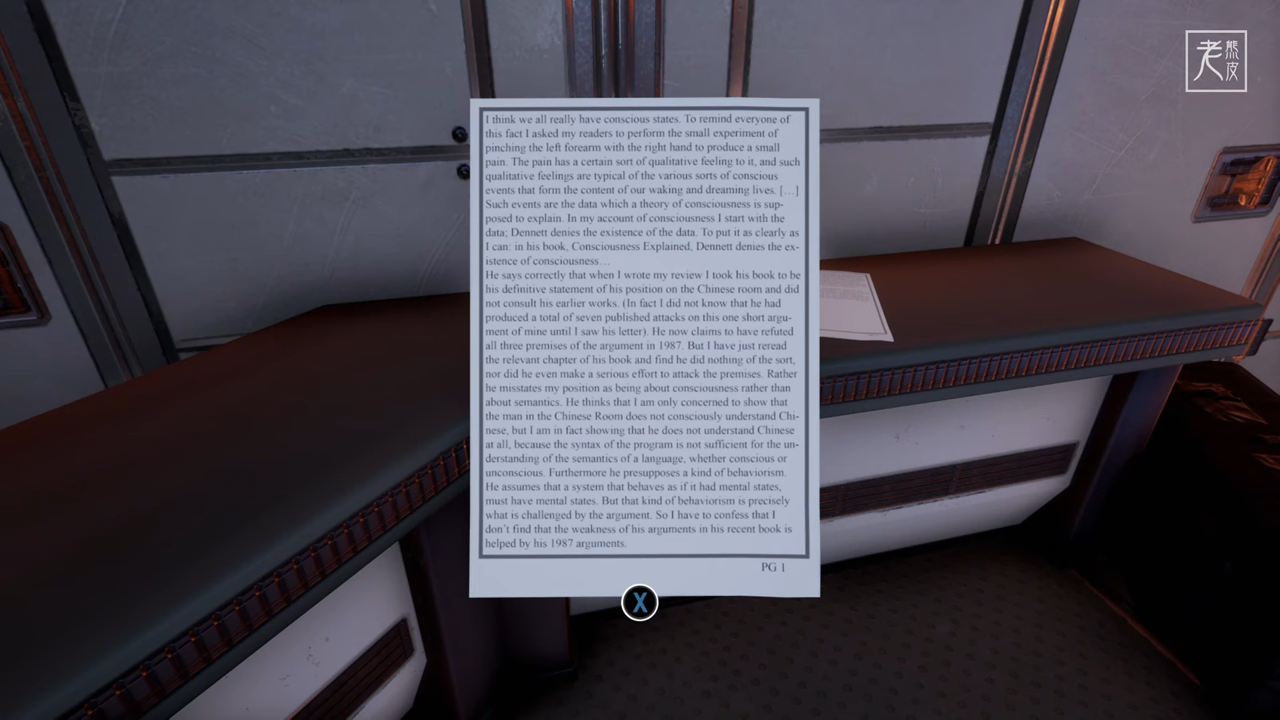 老熊皮
I think we all really have conscious states. To remind everyone of
this fact I asked my readers to perform the small experiment of
pinching the left forearm with the right hand to produce a small
pain. The pain has a certain sort of qualitative feeling to it, and such
qualitative feelings are typical of the various sorts of conscious
events that form the content of our waking and dreaming lives. [...]
Such events are the data which a theory of consciousness is sup-
posed to explain. In my account of consciousness I start with the
data; Dennett denies the existence of the data. To put it as clearly as
I can: in his book, Consciousness Explained, Dennett denies the ex-
istence of consciousness...
He says correctly that when I wrote my review I took his book to be
his definitive statement of his position on the Chinese room and did
not consult his earlier works. (In fact I did not know that he had
produced a total of seven published attacks on this one short argu-
ment of mine until I saw his letter). He now claims to have refuted
all three premises of the argument in 1987. But I have just reread
the relevant chapter of his book and find he did nothing of the sort,
nor did he even make a serious effort to attack the premises. Rather
he misstates my position as being about consciousness rather than
about semantics. He thinks that I am only concerned to show that
the man in the Chinese Room does not consciously understand Chi-
nese, but I am in fact showing that he does not understand Chinese
at all, because the syntax of the program is not sufficient for the un-
derstanding of the semantics of a language, whether conscious or
unconscious. Furthermore he presupposes a kind of behaviorism.
He assumes that a system that behaves as if it had mental states,
must have mental states. But that kind of behaviorism is precisely
what is challenged by the argument. So I have to confess that I
don't find that the weakness of his arguments in his recent book is
helped by his 1987 arguments.
PG 1
X